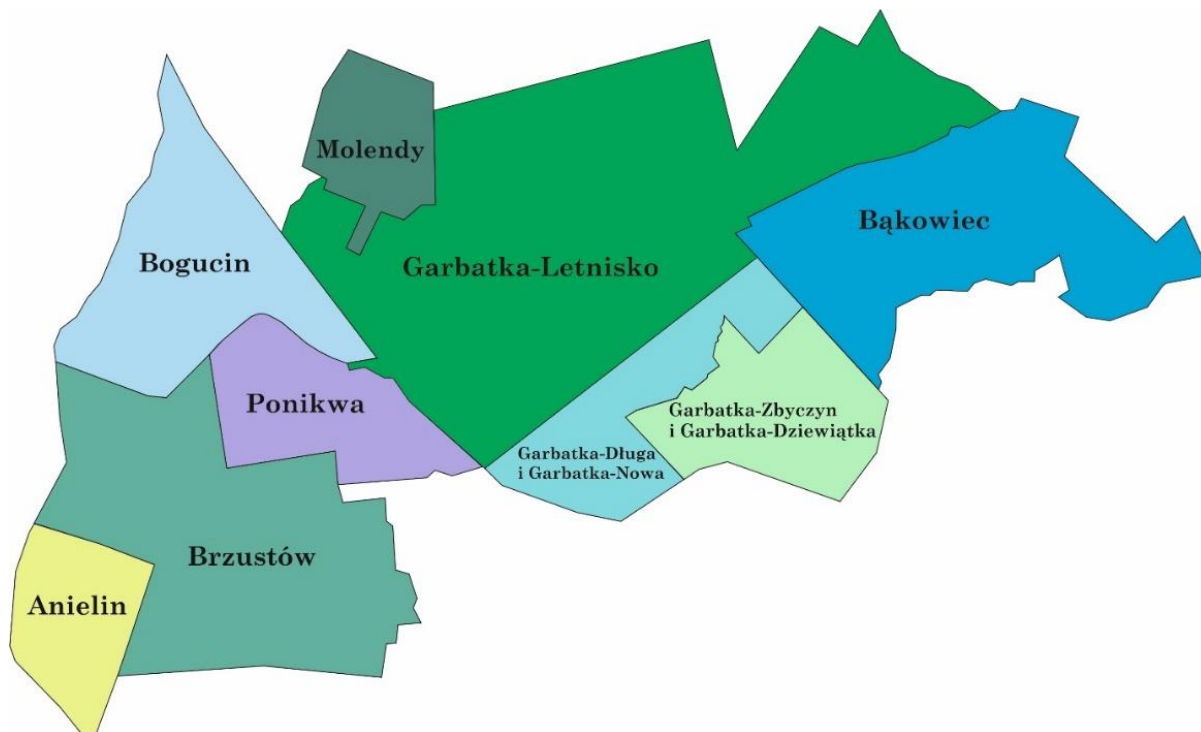 Molendy
Bąkowiec
Bogucin
Garbatka-Letnisko
Ponikwa
Garbatka-Zbyczyn
i Garbatka-Dziewiątka
Garbatka-Długa
i Garbatka-Nowa
Brzustów
Anielin